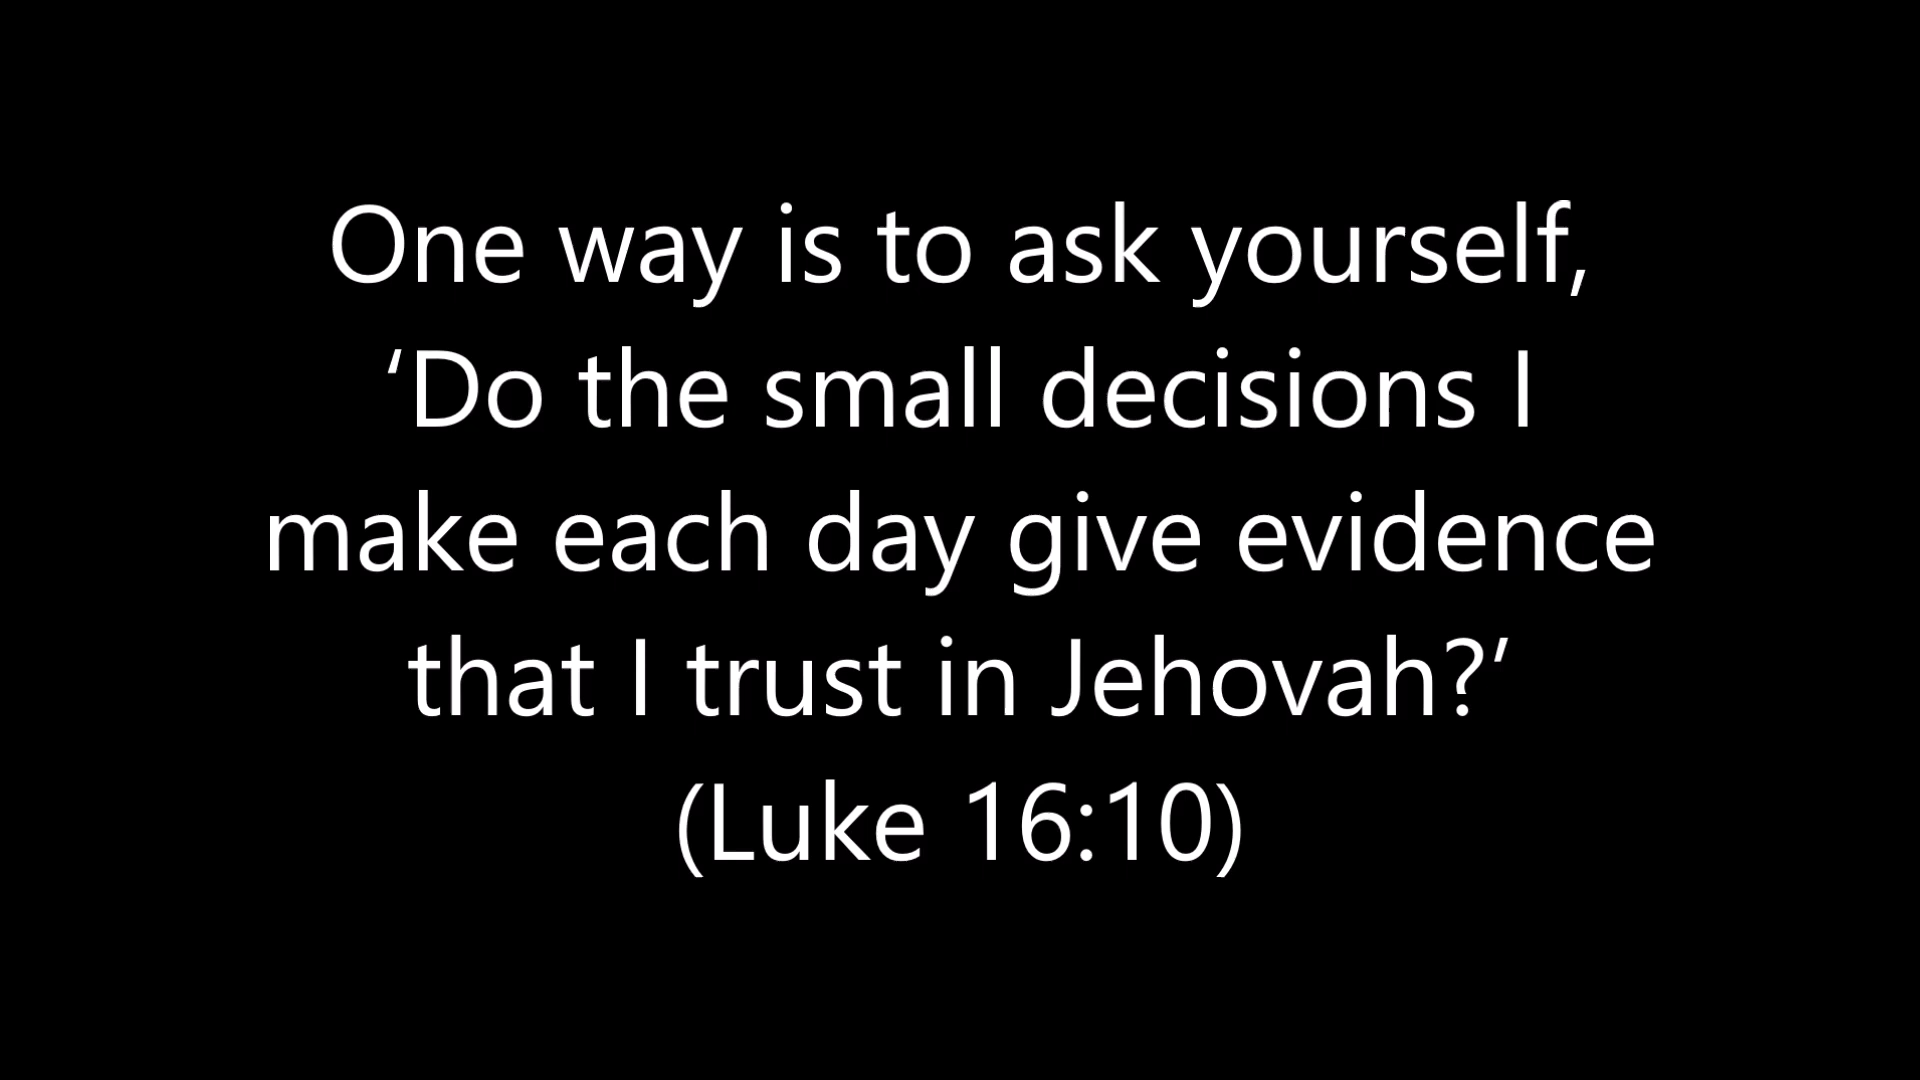 One way is to ask yourself,
‘Do the small decisions I
make each day give evidence
that I trust in Jehovah?’
(Luke 16:10)